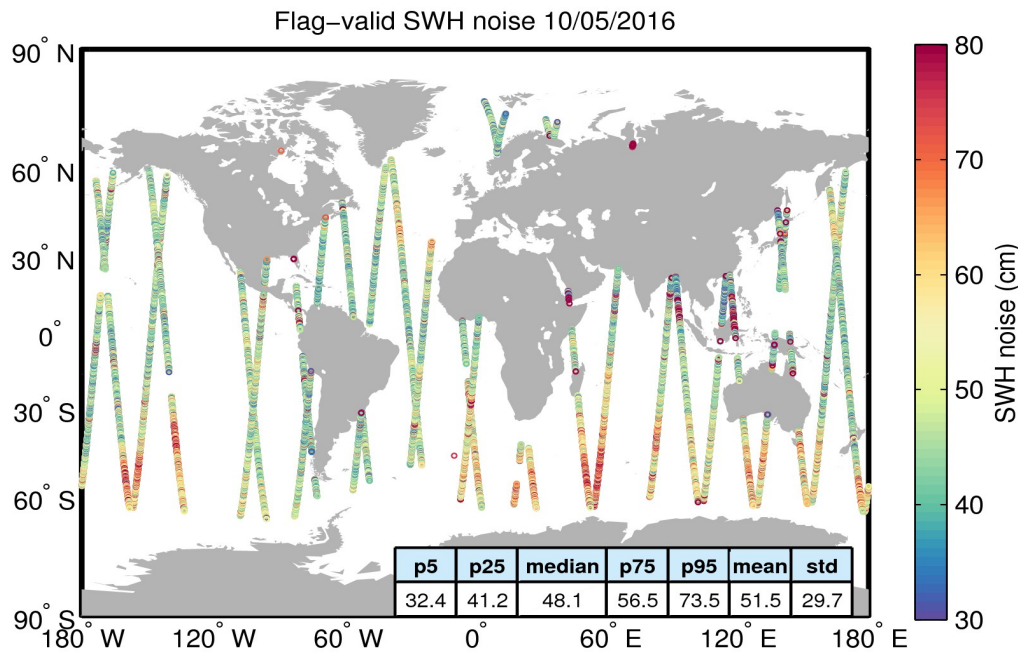 Flag−valid SWH noise 10/05/2016
90° N
60° N
30° N
0°
30° S
60° S
90° S
180° W
120° W
60° W
0°
60° E
120° E
180° E
80
70
60
50
40
30
SWH noise (cm)
p5 p25 median p75 p95 mean std
32.4 41.2 48.1 56.5 73.5 51.5 29.7